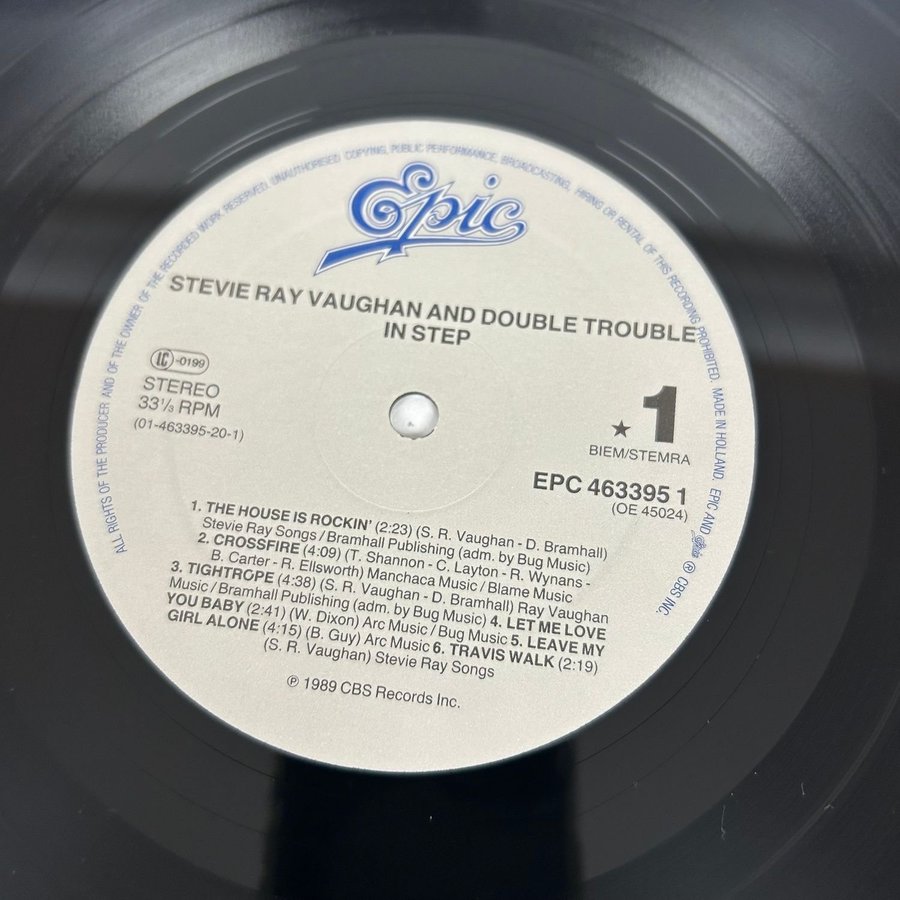 ALL RIGHTS OF THE PRODUCER AND OF THE OWNER OF THE RECORDED WORK RESERVED. UNAUTHORISED COPYING, PUBLIC PERFORMANCE, BROADCASTING, HIRING OR RENTAL OF THIS RECORDING PROHIBITED. MADE IN HOLLAND. EPIC AND Epic ® CBS INC.
Epic
STEVIE RAY VAUGHAN AND DOUBLE TROUBLE
IN STEP
LC-0199
STEREO
33⅓ RPM
(01-463395-20-1)
★ 1
BIEM/STEMRA
EPC 463395 1
(OE 45024)
1. THE HOUSE IS ROCKIN' (2:23) (S. R. Vaughan - D. Bramhall)
Stevie Ray Songs / Bramhall Publishing (adm. by Bug Music)
2. CROSSFIRE (4:09) (T. Shannon - C. Layton - R. Wynans -
B. Carter - R. Ellsworth) Manchaca Music / Blame Music
3. TIGHTROPE (4:38) (S. R. Vaughan - D. Bramhall) Ray Vaughan
Music / Bramhall Publishing (adm. by Bug Music) 4. LET ME LOVE
YOU BABY (2:41) (W. Dixon) Arc Music / Bug Music 5. LEAVE MY
GIRL ALONE (4:15) (B. Guy) Arc Music 6. TRAVIS WALK (2:19)
(S. R. Vaughan) Stevie Ray Songs
℗ 1989 CBS Records Inc.